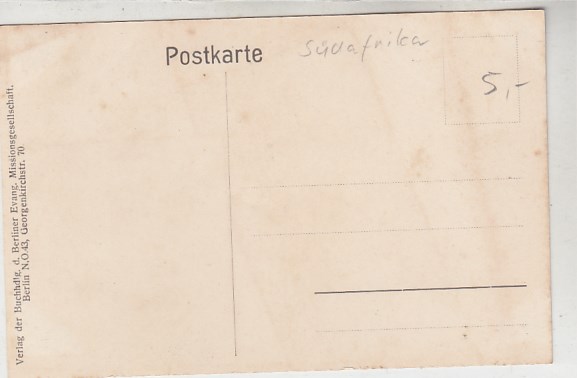 Postkarte
Südafrika
5,-
Verlag der Buchhdlg. d. Berliner Evang. Missionsgesellschaft,
Berlin N.O.43, Georgenkirchstr. 70.